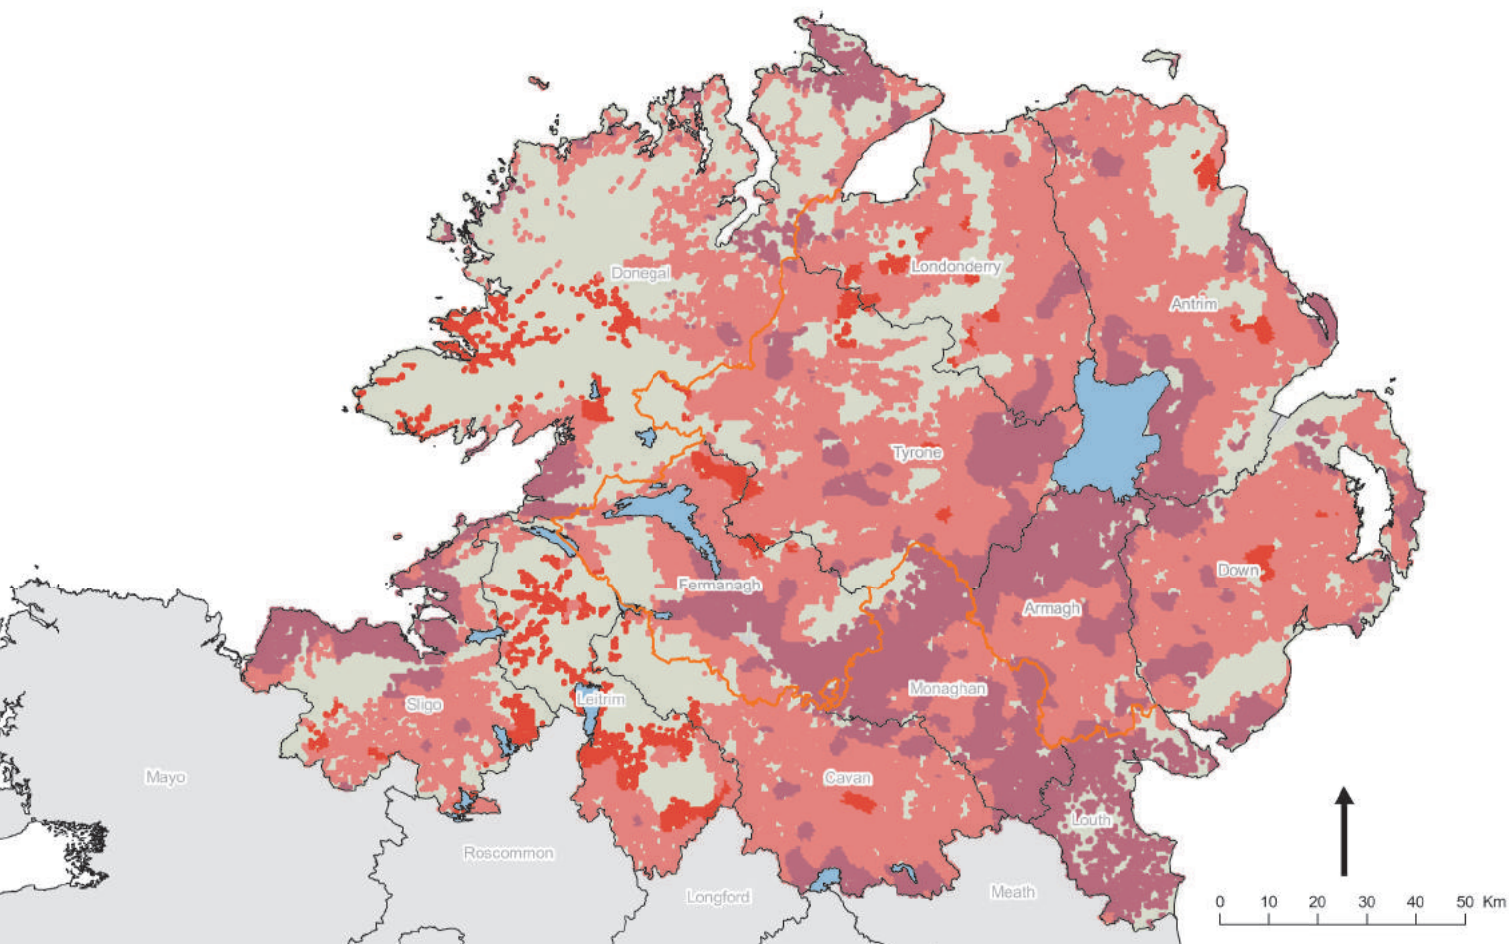 Donegal
Londonderry
Antrim
Tyrone
Down
Fermanagh
Armagh
Monaghan
Leitrim
Sligo
Mayo
Cavan
Louth
Roscommon
Longford
Meath
0 10 20 30 40 50 Km